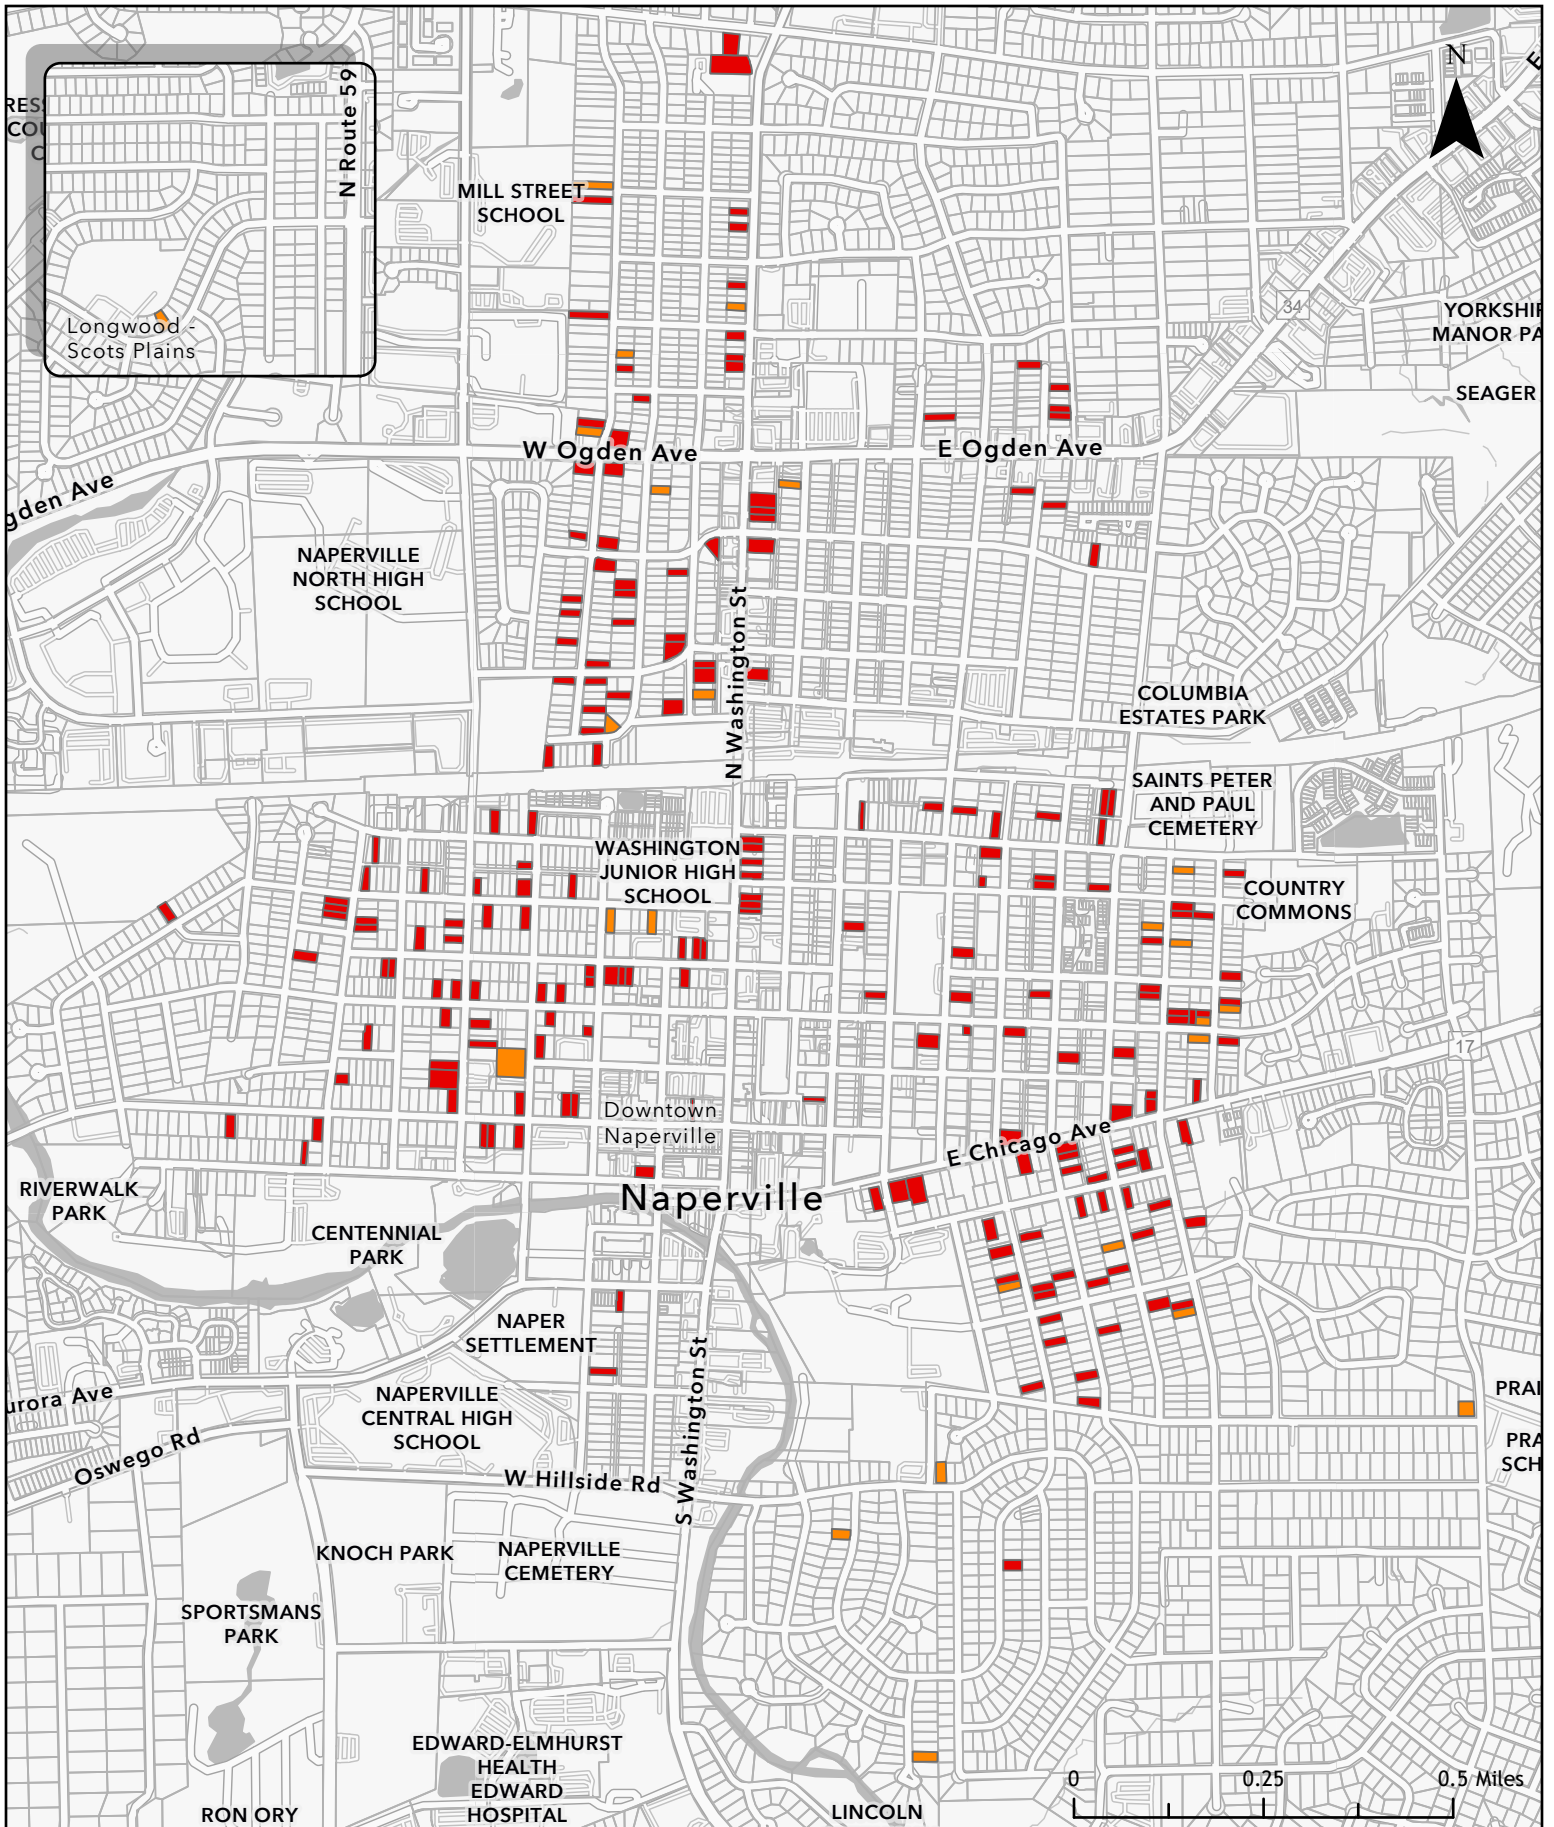 N
E
RESS
COU
C
N Route 59
MILL STREET
SCHOOL
Longwood -
Scots Plains
34
YORKSHIR
MANOR PA
SEAGER
W Ogden Ave
E Ogden Ave
gden Ave
NAPERVILLE
NORTH HIGH
SCHOOL
N Washington St
COLUMBIA
ESTATES PARK
SAINTS PETER
AND PAUL
CEMETERY
WASHINGTON
JUNIOR HIGH
SCHOOL
COUNTRY
COMMONS
17
Downtown
Naperville
E Chicago Ave
RIVERWALK
PARK
Naperville
CENTENNIAL
PARK
NAPER
SETTLEMENT
S Washington St
urora Ave
NAPERVILLE
CENTRAL HIGH
SCHOOL
PRAI
Oswego Rd
PRA
SCH
W Hillside Rd
KNOCH PARK
NAPERVILLE
CEMETERY
SPORTSMANS
PARK
EDWARD-ELMHURST
HEALTH
EDWARD
HOSPITAL
0 0.25 0.5 Miles
RON ORY
LINCOLN